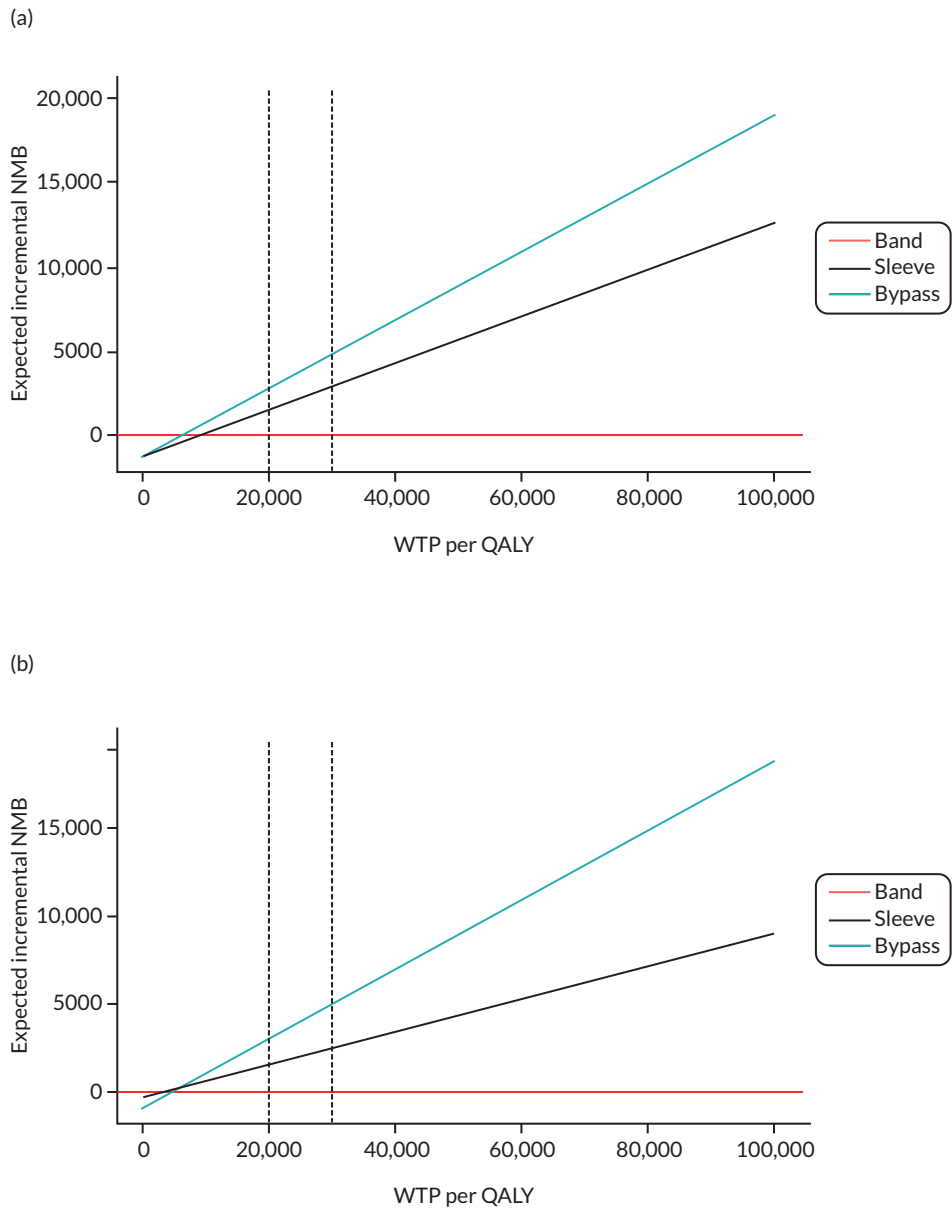 (a)
Expected incremental NMB
20,000
15,000
10,000
5000
0
0 20,000 40,000 60,000 80,000 100,000
WTP per QALY
Band
Sleeve
Bypass
(b)
Expected incremental NMB
15,000
10,000
5000
0
0 20,000 40,000 60,000 80,000 100,000
WTP per QALY
Band
Sleeve
Bypass